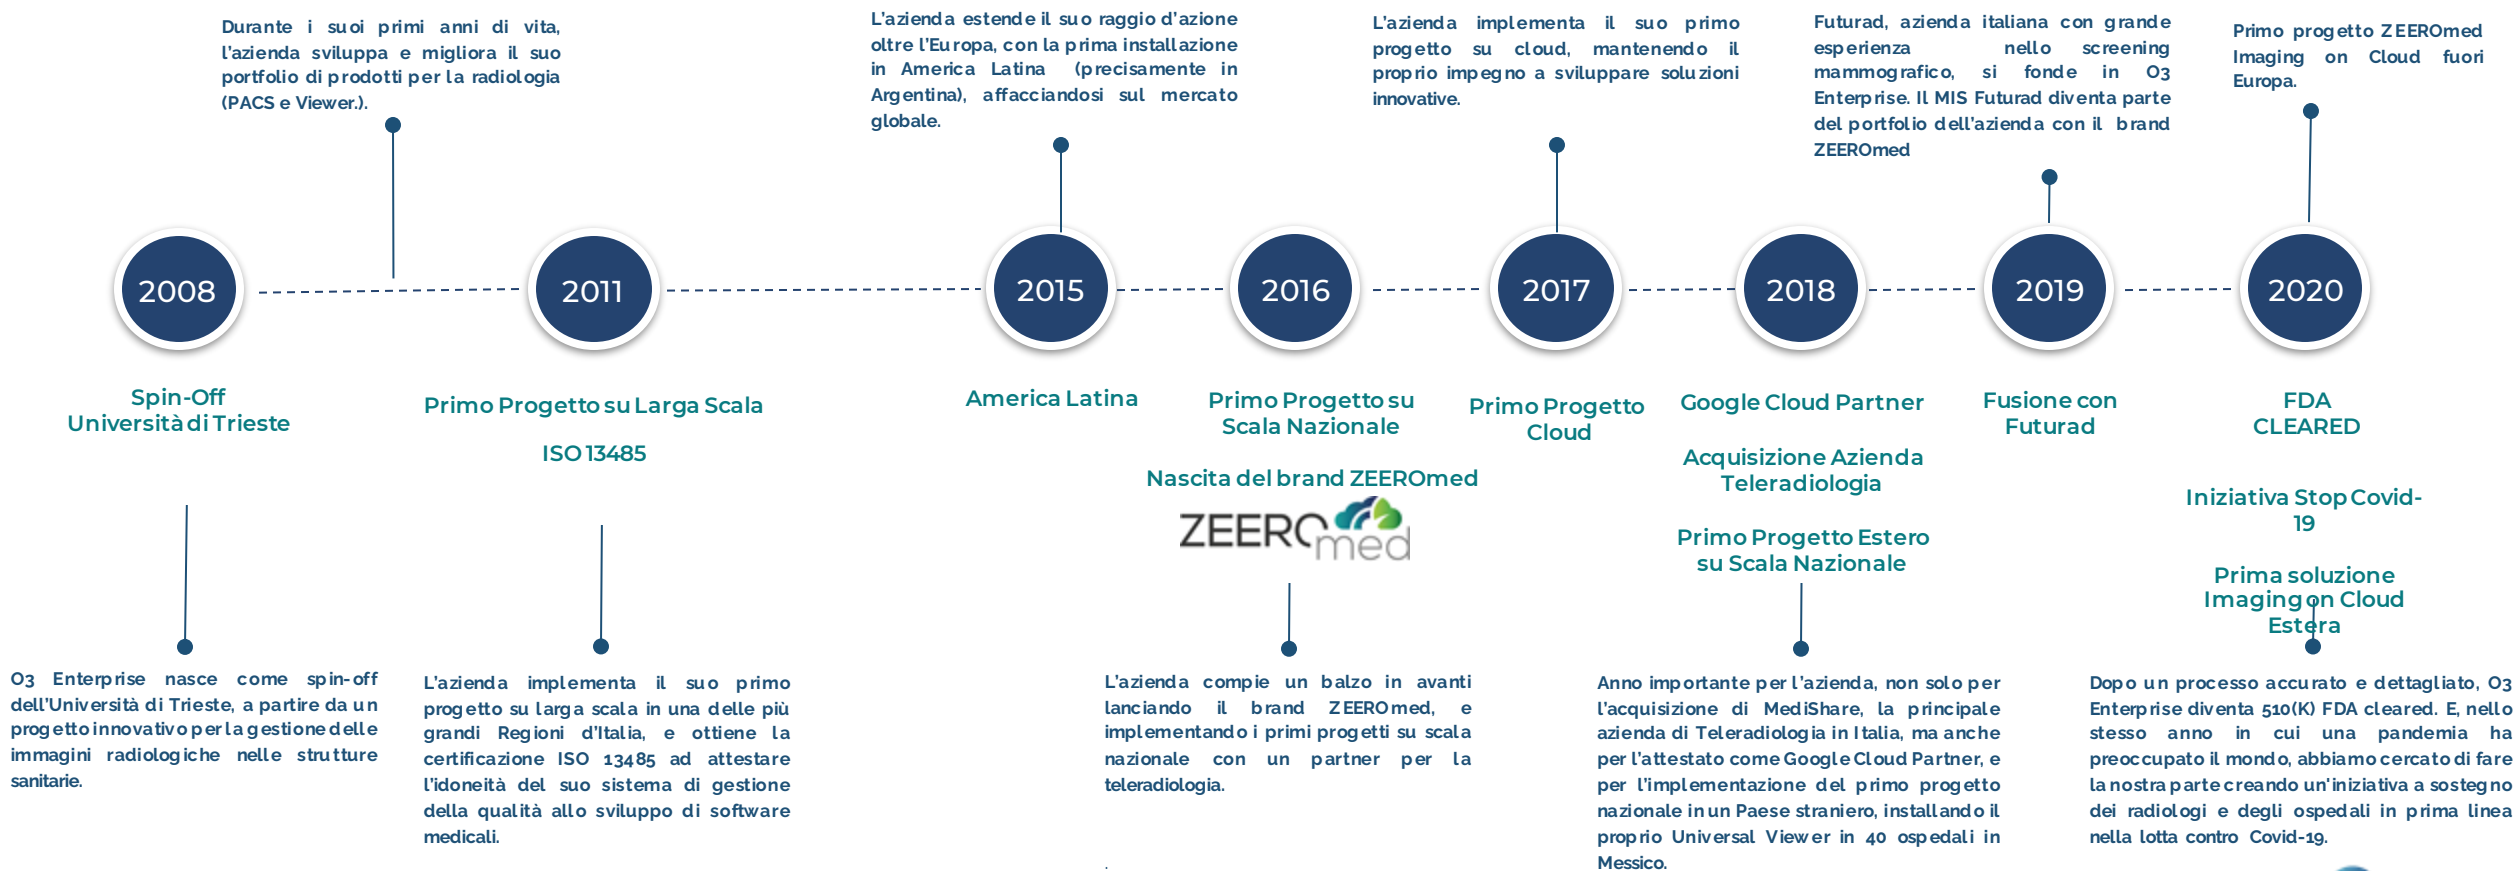 Durante i suoi primi anni di vita,
l'azienda sviluppa e migliora il suo
portfolio di prodotti per la radiologia
(PACS e Viewer.).
L'azienda estende il suo raggio d'azione
oltre l'Europa, con la prima installazione
in America Latina (precisamente in
Argentina), affacciandosi sul mercato
globale.
L'azienda implementa il suo primo
progetto su cloud, mantenendo il
proprio impegno a sviluppare soluzioni
innovative.
Futurad, azienda italiana con grande
esperienza nello screening
mammografico, si fonde in O3
Enterprise. Il MIS Futurad diventa parte
del portfolio dell'azienda con il brand
ZEEROmed
Primo progetto ZEEROmed
Imaging on Cloud fuori
Europa.
2008
2011
2015
2016
2017
2018
2019
2020
Spin-Off
Università di Trieste
Primo Progetto su Larga Scala
ISO 13485
America Latina
Primo Progetto su
Scala Nazionale
Nascita del brand ZEEROmed
ZEERO
med
Primo Progetto
Cloud
Google Cloud Partner
Acquisizione Azienda
Teleradiologia
Primo Progetto Estero
su Scala Nazionale
Fusione con
Futurad
FDA
CLEARED
Iniziativa Stop Covid-
19
Prima soluzione
Imaging on Cloud
Estera
O3 Enterprise nasce come spin-off
dell'Università di Trieste, a partire da un
progetto innovativo per la gestione delle
immagini radiologiche nelle strutture
sanitarie.
L'azienda implementa il suo primo
progetto su larga scala in una delle più
grandi Regioni d'Italia, e ottiene la
certificazione ISO 13485 ad attestare
l'idoneità del suo sistema di gestione
della qualità allo sviluppo di software
medicali.
L'azienda compie un balzo in avanti
lanciando il brand ZEEROmed, e
implementando i primi progetti su scala
nazionale con un partner per la
teleradiologia.
.
Anno importante per l'azienda, non solo per
l'acquisizione di MediShare, la principale
azienda di Teleradiologia in Italia, ma anche
per l'attestato come Google Cloud Partner, e
per l'implementazione del primo progetto
nazionale in un Paese straniero, installando il
proprio Universal Viewer in 40 ospedali in
Messico.
Dopo un processo accurato e dettagliato, O3
Enterprise diventa 510(K) FDA cleared. E, nello
stesso anno in cui una pandemia ha
preoccupato il mondo, abbiamo cercato di fare
la nostra parte creando un'iniziativa a sostegno
dei radiologi e degli ospedali in prima linea
nella lotta contro Covid-19.